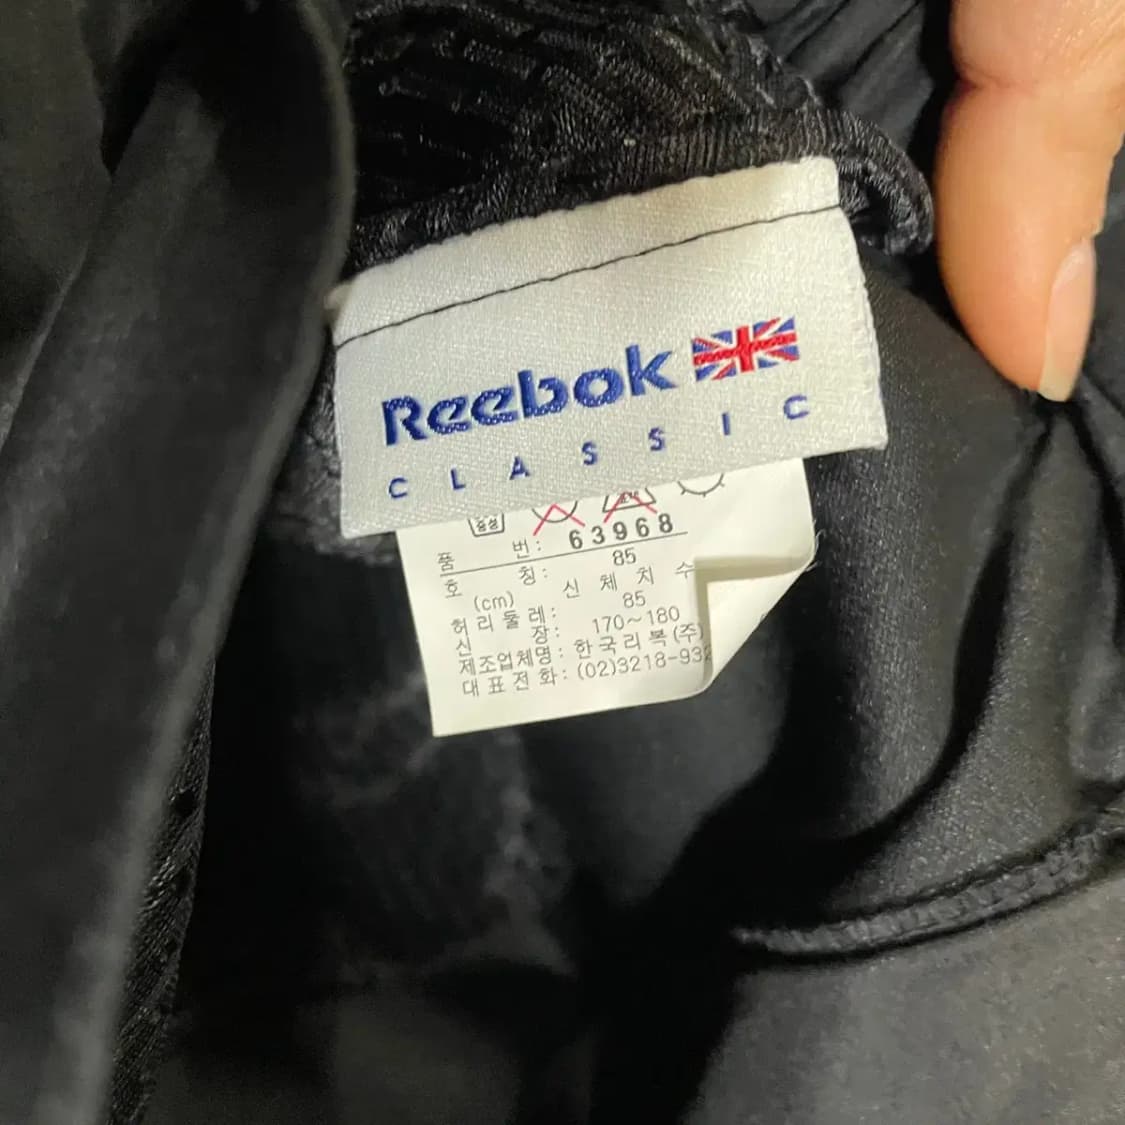 Reebok
CLASSIC
중성
품 번: 63968
호 칭: 85
(cm) 신 체 치 수
허 리 둘 레: 85
신 장: 170~180
제조업체명: 한국리복(주)
대 표 전 화: (02)3218-932